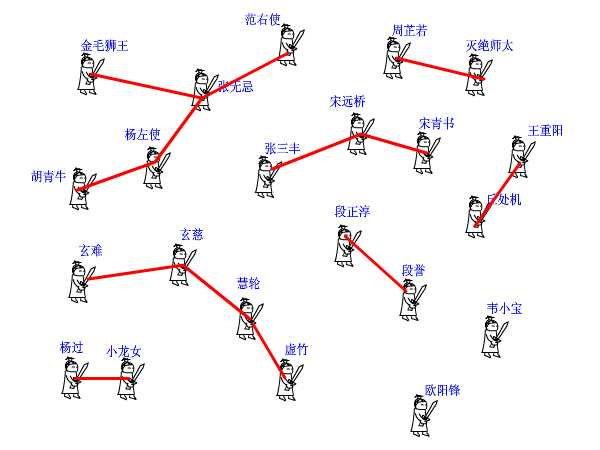 范右使
周芷若
金毛狮王
灭绝师太
张无忌
宋远桥
宋青书
杨左使
张三丰
王重阳
胡青牛
丘处机
段正淳
玄慈
玄难
段誉
慧轮
韦小宝
杨过
小龙女
虚竹
欧阳锋